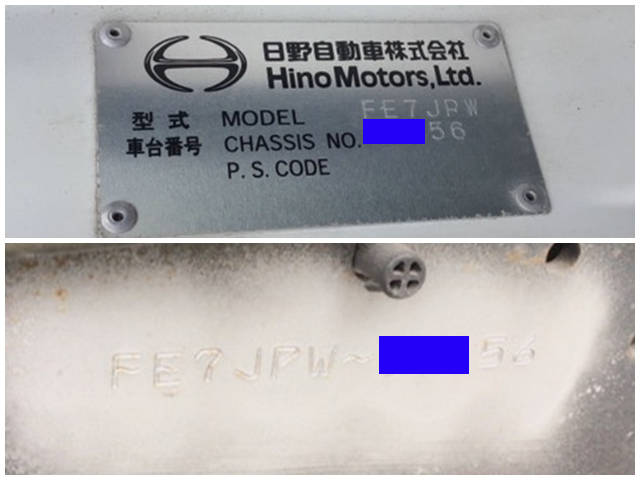 日野自動車株式会社
Hino Motors, Ltd.
型式 MODEL FE7JPW
車台番号 CHASSIS NO. 56
P.S.CODE
FE7JPW~ 56